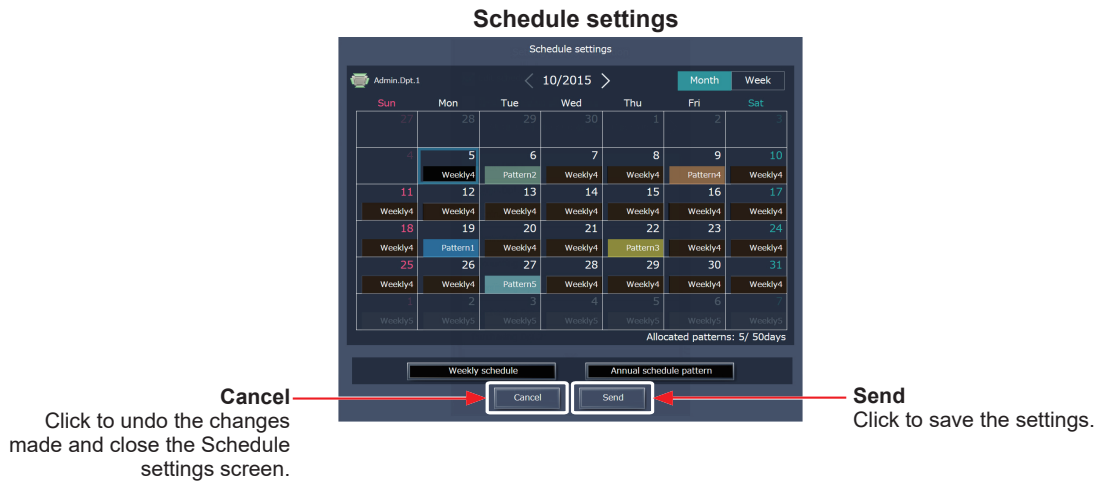 Schedule settings
Schedule settings
Admin.Dpt.1
10/2015
Month Week
Sun Mon Tue Wed Thu Fri Sat
27 28 29 30 1 2 3
4 5 6 7 8 9 10
Weekly4 Pattern2 Weekly4 Weekly4 Pattern4 Weekly4
11 12 13 14 15 16 17
Weekly4 Weekly4 Weekly4 Weekly4 Weekly4 Weekly4 Weekly4
18 19 20 21 22 23 24
Weekly4 Pattern1 Weekly4 Weekly4 Pattern3 Weekly4 Weekly4
25 26 27 28 29 30 31
Weekly4 Weekly4 Pattern5 Weekly4 Weekly4 Weekly4 Weekly4
1 2 3 4 5 6 7
Weekly5 Weekly5 Weekly5 Weekly5 Weekly5 Weekly5 Weekly5
Allocated patterns: 5/ 50days
Weekly schedule Annual schedule pattern
Cancel Send
Cancel
Click to undo the changes
made and close the Schedule
settings screen.
Send
Click to save the settings.